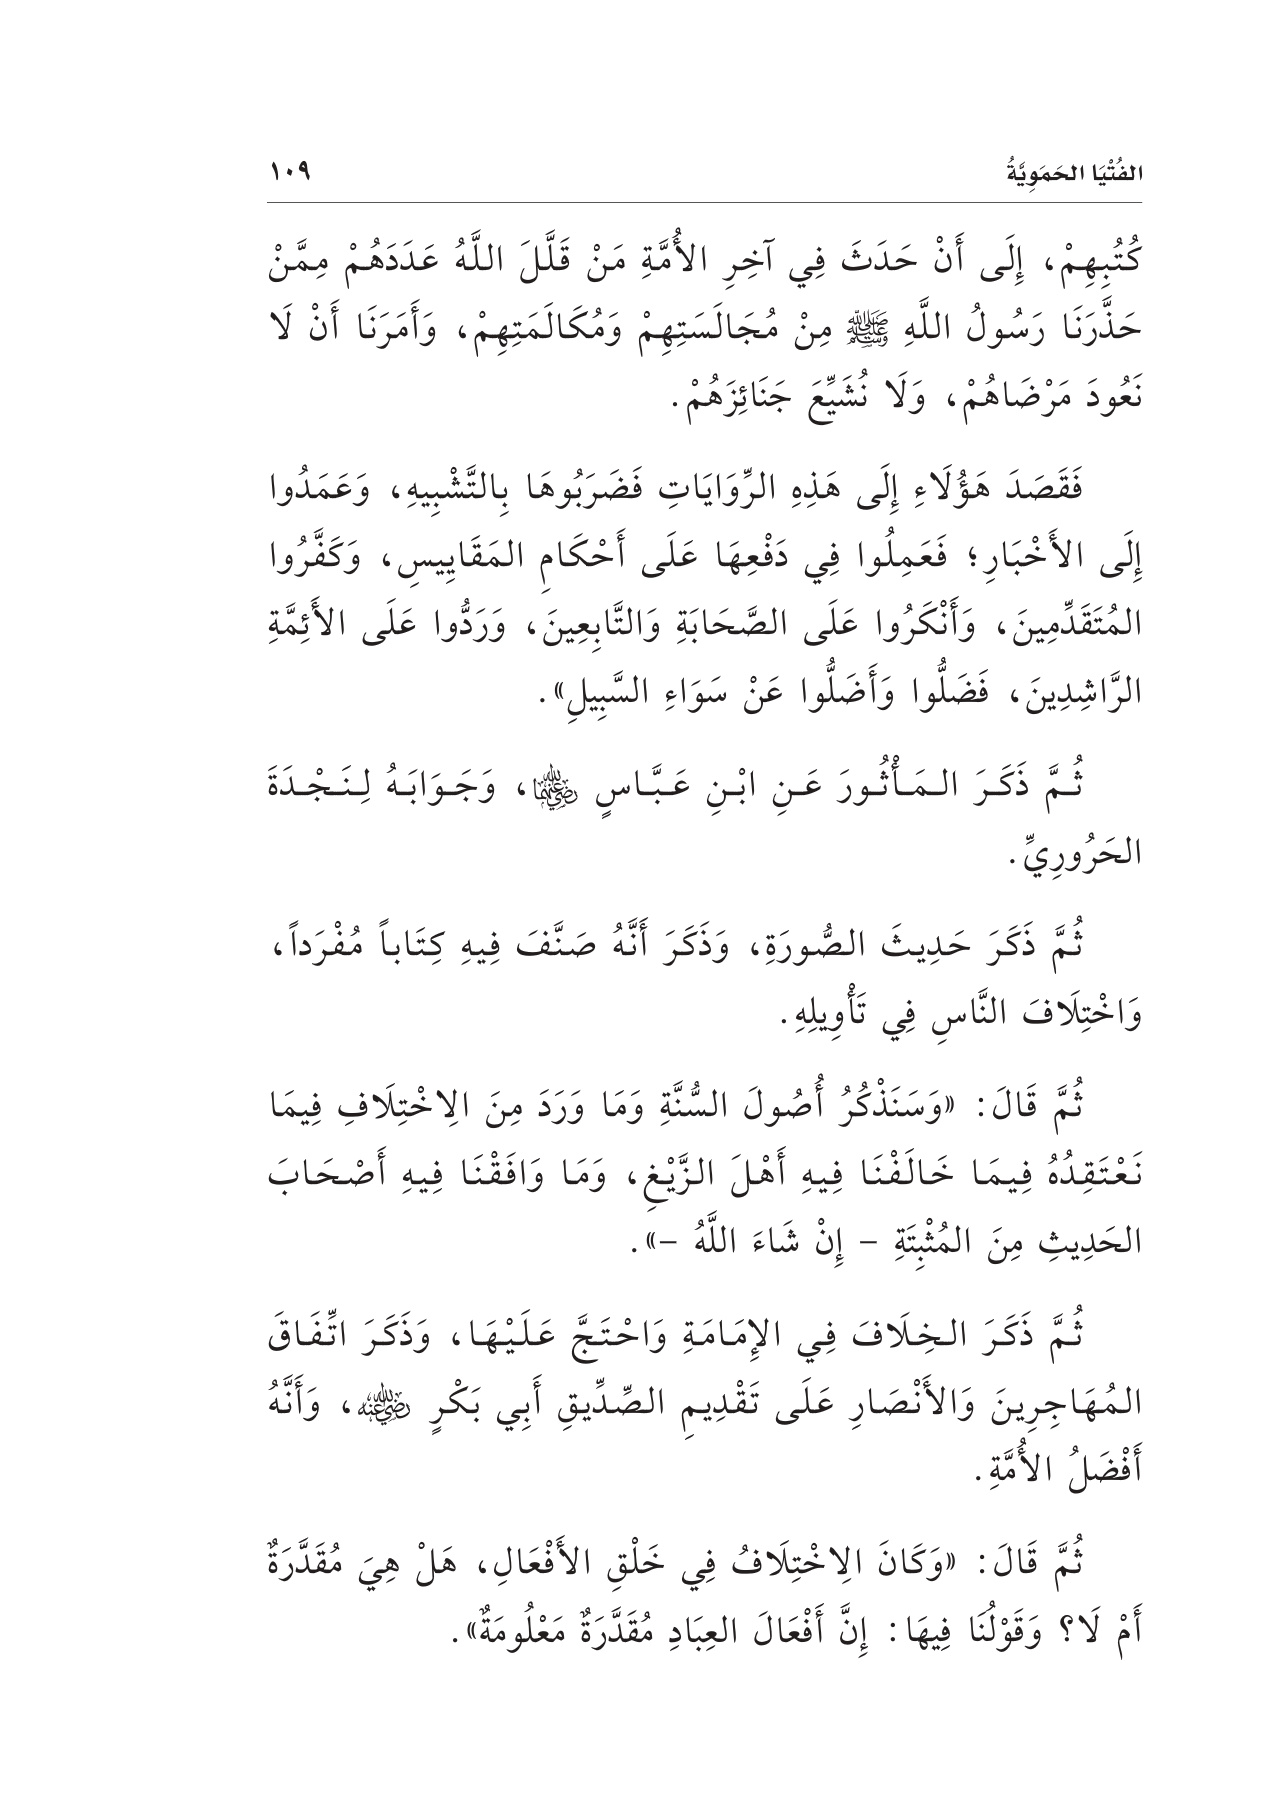 الفُتْيَا الحَمَوِيَّةُ ١٠٩
كُتُبِهِمْ، إِلَى أَنْ حَدَثَ فِي آخِرِ الأُمَّةِ مَنْ قَلَّلَ اللَّهُ عَدَدَهُمْ مِمَّنْ
حَذَّرَنَا رَسُولُ اللَّهِ ﷺ مِنْ مُجَالَسَتِهِمْ وَمُكَالَمَتِهِمْ، وَأَمَرَنَا أَنْ لَا
نَعُودَ مَرْضَاهُمْ، وَلَا نُشَيِّعَ جَنَائِزَهُمْ.
فَقَصَدَ هَؤُلَاءِ إِلَى هَذِهِ الرِّوَايَاتِ فَضَرَبُوهَا بِالتَّشْبِيهِ، وَعَمَدُوا
إِلَى الأَخْبَارِ؛ فَعَمِلُوا فِي دَفْعِهَا عَلَى أَحْكَامِ المَقَايِيسِ، وَكَفَّرُوا
المُتَقَدِّمِينَ، وَأَنْكَرُوا عَلَى الصَّحَابَةِ وَالتَّابِعِينَ، وَرَدُّوا عَلَى الأَئِمَّةِ
الرَّاشِدِينَ، فَضَلُّوا وَأَضَلُّوا عَنْ سَوَاءِ السَّبِيلِ».
ثُمَّ ذَكَرَ المَأْثُورَ عَنِ ابْنِ عَبَّاسٍ رضي الله عنهما، وَجَوَابَهُ لِنَجْدَةَ
الحَرُورِيِّ.
ثُمَّ ذَكَرَ حَدِيثَ الصُّورَةِ، وَذَكَرَ أَنَّهُ صَنَّفَ فِيهِ كِتَاباً مُفْرَداً،
وَاخْتِلَافَ النَّاسِ فِي تَأْوِيلِهِ.
ثُمَّ قَالَ: «وَسَنَذْكُرُ أُصُولَ السُّنَّةِ وَمَا وَرَدَ مِنَ الِاخْتِلَافِ فِيمَا
نَعْتَقِدُهُ فِيمَا خَالَفْنَا فِيهِ أَهْلَ الزَّيْغِ، وَمَا وَافَقْنَا فِيهِ أَصْحَابَ
الحَدِيثِ مِنَ المُثْبِتَةِ – إِنْ شَاءَ اللَّهُ –».
ثُمَّ ذَكَرَ الخِلَافَ فِي الإِمَامَةِ وَاحْتَجَّ عَلَيْهَا، وَذَكَرَ اتِّفَاقَ
المُهَاجِرِينَ وَالأَنْصَارِ عَلَى تَقْدِيمِ الصِّدِّيقِ أَبِي بَكْرٍ رضي الله عنه، وَأَنَّهُ
أَفْضَلُ الأُمَّةِ.
ثُمَّ قَالَ: «وَكَانَ الِاخْتِلَافُ فِي خَلْقِ الأَفْعَالِ، هَلْ هِيَ مُقَدَّرَةٌ
أَمْ لَا؟ وَقَوْلُنَا فِيهَا: إِنَّ أَفْعَالَ العِبَادِ مُقَدَّرَةٌ مَعْلُومَةٌ».